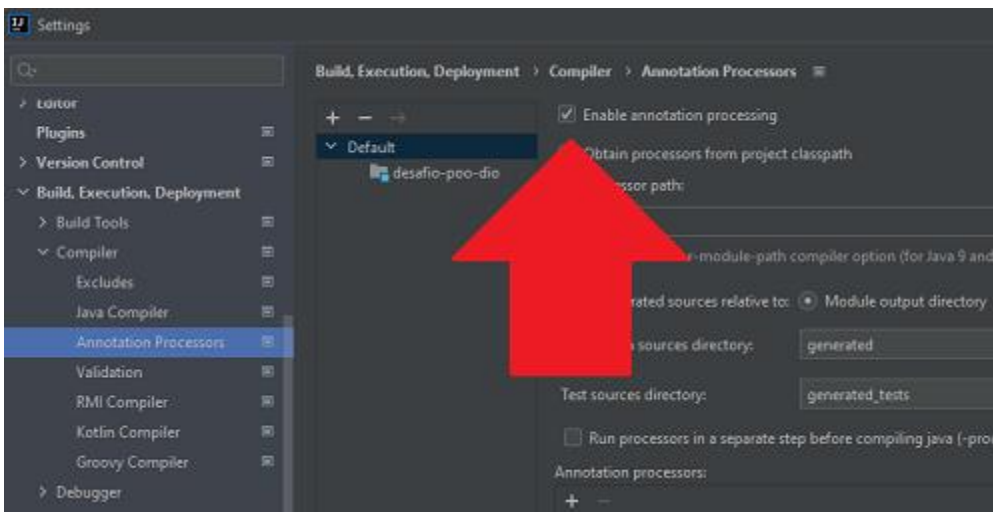 Settings
Editor
Plugins
Version Control
Build, Execution, Deployment
Build Tools
Compiler
Excludes
Java Compiler
Annotation Processors
Validation
RMI Compiler
Kotlin Compiler
Groovy Compiler
Debugger
Build, Execution, Deployment > Compiler > Annotation Processors
Default
desafio-poo-dio
Enable annotation processing
Obtain processors from project classpath
path:
compiler option (for Java 9 and
sources relative to: Module output directory
sources directory: generated
Test sources directory: generated_tests
Run processors in a separate step before compiling java
Annotation processors: